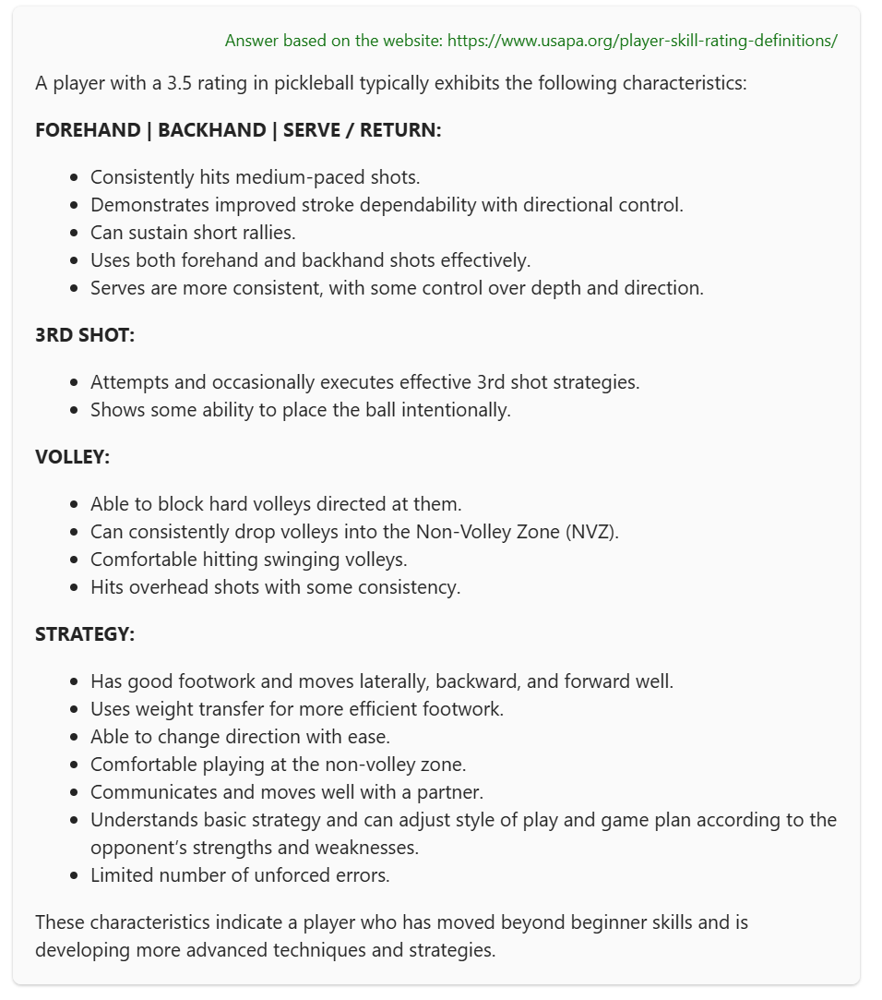 Answer based on the website: https://www.usapa.org/player-skill-rating-definitions/
A player with a 3.5 rating in pickleball typically exhibits the following characteristics:
FOREHAND | BACKHAND | SERVE / RETURN:
• Consistently hits medium-paced shots.
• Demonstrates improved stroke dependability with directional control.
• Can sustain short rallies.
• Uses both forehand and backhand shots effectively.
• Serves are more consistent, with some control over depth and direction.
3RD SHOT:
• Attempts and occasionally executes effective 3rd shot strategies.
• Shows some ability to place the ball intentionally.
VOLLEY:
• Able to block hard volleys directed at them.
• Can consistently drop volleys into the Non-Volley Zone (NVZ).
• Comfortable hitting swinging volleys.
• Hits overhead shots with some consistency.
STRATEGY:
• Has good footwork and moves laterally, backward, and forward well.
• Uses weight transfer for more efficient footwork.
• Able to change direction with ease.
• Comfortable playing at the non-volley zone.
• Communicates and moves well with a partner.
• Understands basic strategy and can adjust style of play and game plan according to the
opponent’s strengths and weaknesses.
• Limited number of unforced errors.
These characteristics indicate a player who has moved beyond beginner skills and is
developing more advanced techniques and strategies.